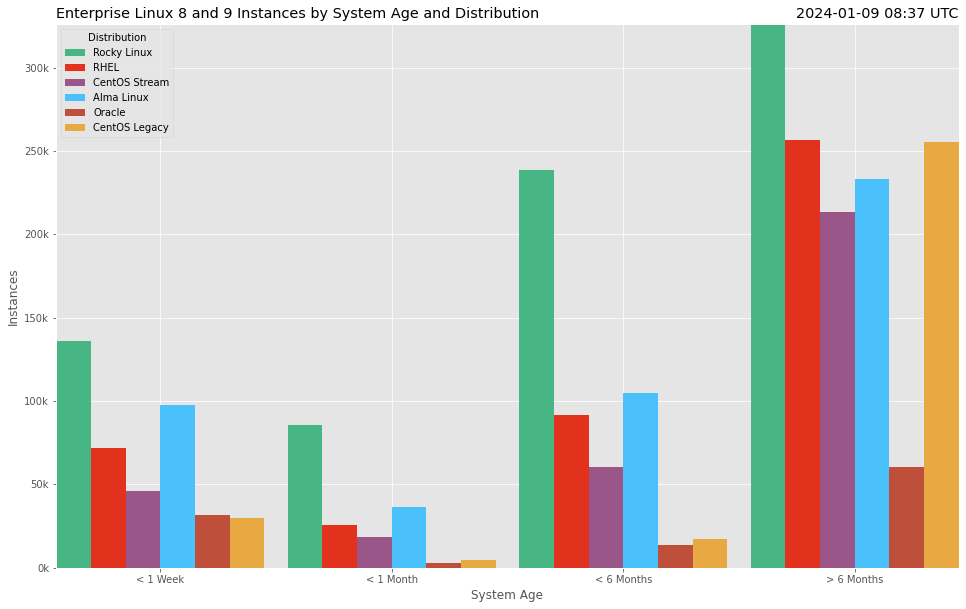 Enterprise Linux 8 and 9 Instances by System Age and Distribution
2024-01-09 08:37 UTC
Distribution
Rocky Linux
RHEL
CentOS Stream
Alma Linux
Oracle
CentOS Legacy
300k
250k
200k
150k
100k
50k
0k
Instances
< 1 Week
< 1 Month
< 6 Months
> 6 Months
System Age